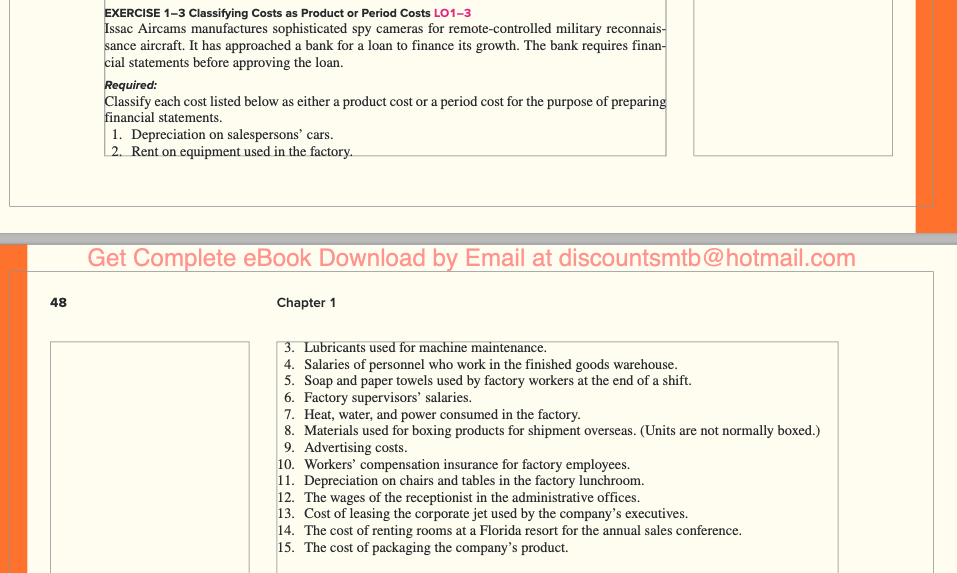 EXERCISE 1–3 Classifying Costs as Product or Period Costs LO1–3
Issac Aircams manufactures sophisticated spy cameras for remote-controlled military reconnais-
sance aircraft. It has approached a bank for a loan to finance its growth. The bank requires finan-
cial statements before approving the loan.
Required:
Classify each cost listed below as either a product cost or a period cost for the purpose of preparing
financial statements.
1. Depreciation on salespersons’ cars.
2. Rent on equipment used in the factory.
Get Complete eBook Download by Email at discountsmtb@hotmail.com
48 Chapter 1
3. Lubricants used for machine maintenance.
4. Salaries of personnel who work in the finished goods warehouse.
5. Soap and paper towels used by factory workers at the end of a shift.
6. Factory supervisors’ salaries.
7. Heat, water, and power consumed in the factory.
8. Materials used for boxing products for shipment overseas. (Units are not normally boxed.)
9. Advertising costs.
10. Workers’ compensation insurance for factory employees.
11. Depreciation on chairs and tables in the factory lunchroom.
12. The wages of the receptionist in the administrative offices.
13. Cost of leasing the corporate jet used by the company’s executives.
14. The cost of renting rooms at a Florida resort for the annual sales conference.
15. The cost of packaging the company’s product.